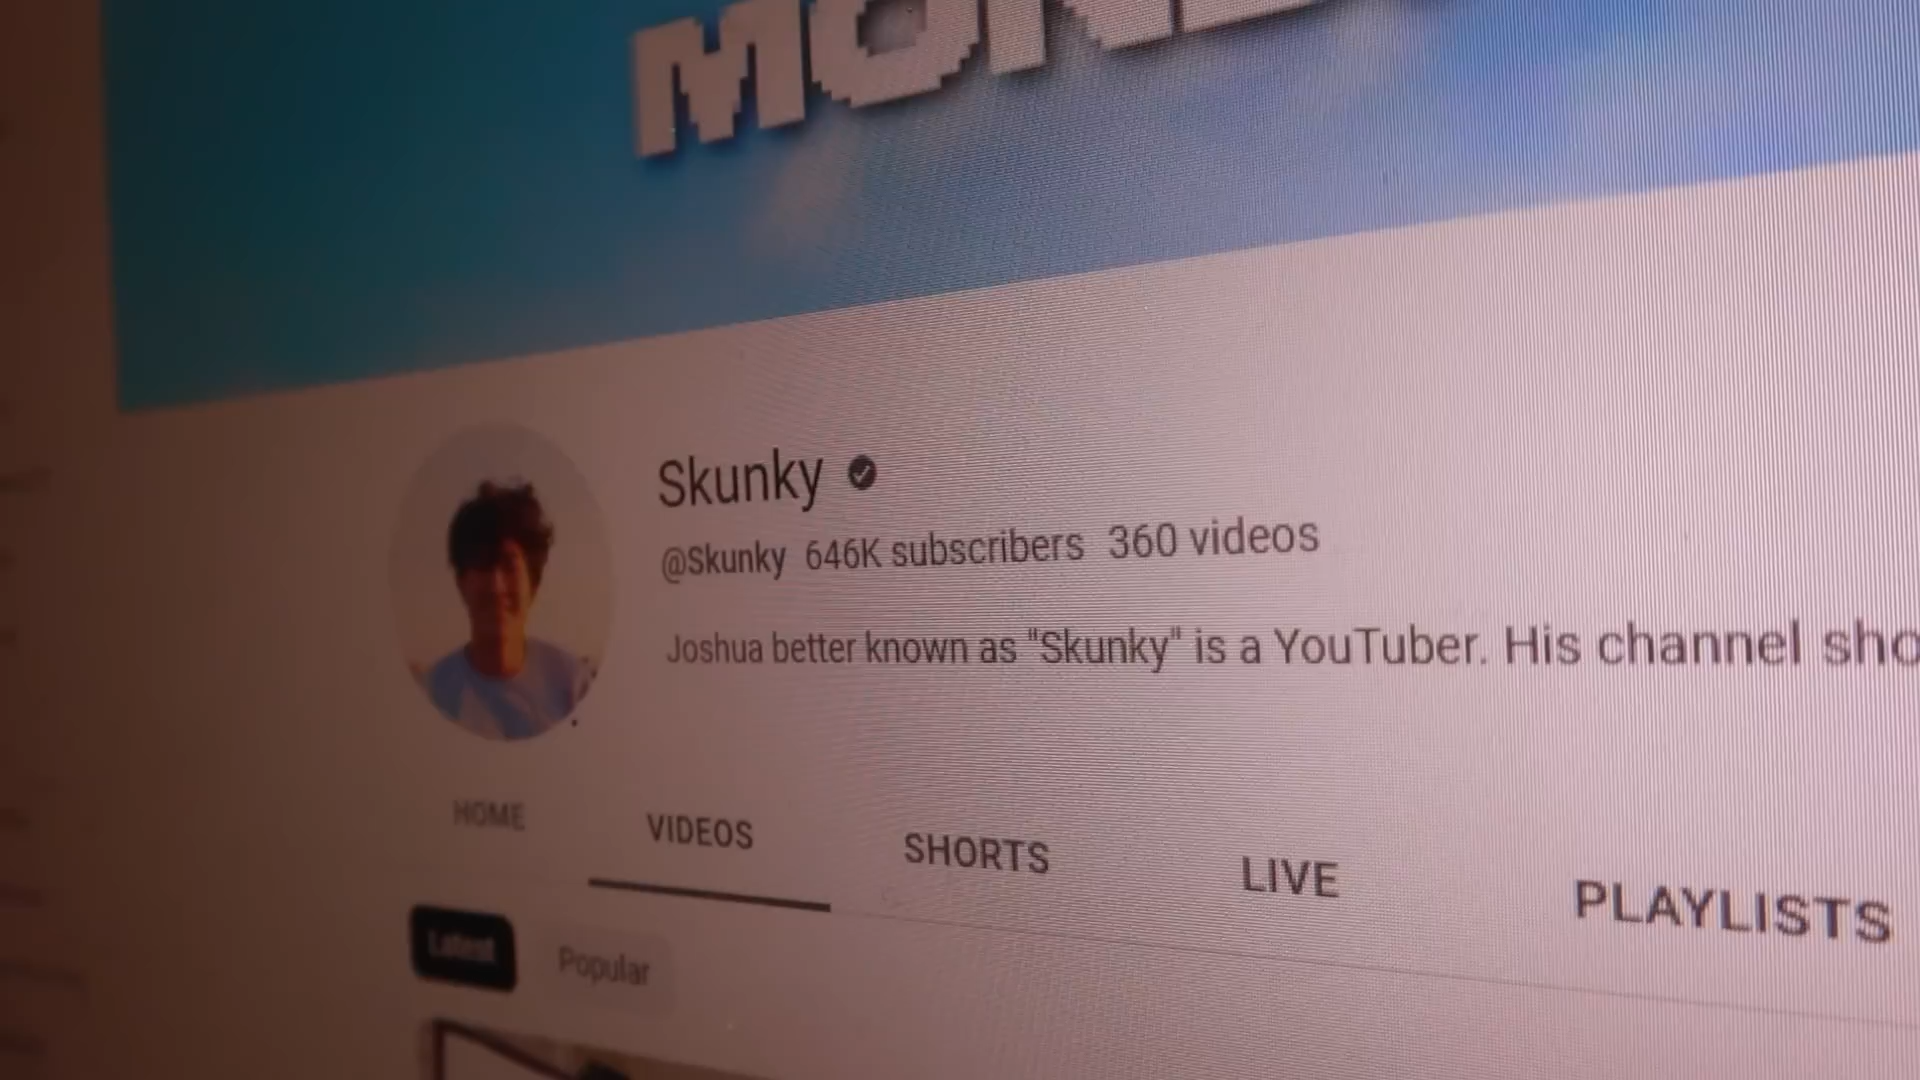 Skunky
@Skunky 646K subscribers 360 videos
Joshua better known as "Skunky" is a YouTuber. His channel
HOME VIDEOS SHORTS LIVE PLAYLISTS
Latest Popular